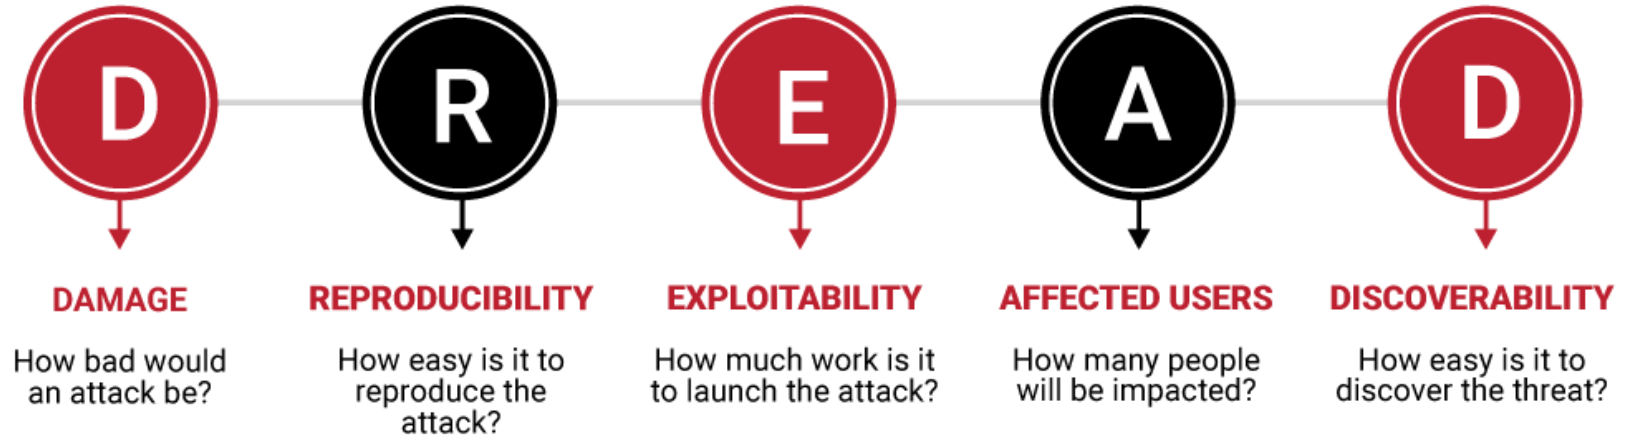 D
R
E
A
D
DAMAGE
How bad would
an attack be?
REPRODUCIBILITY
How easy is it to
reproduce the
attack?
EXPLOITABILITY
How much work is it
to launch the attack?
AFFECTED USERS
How many people
will be impacted?
DISCOVERABILITY
How easy is it to
discover the threat?